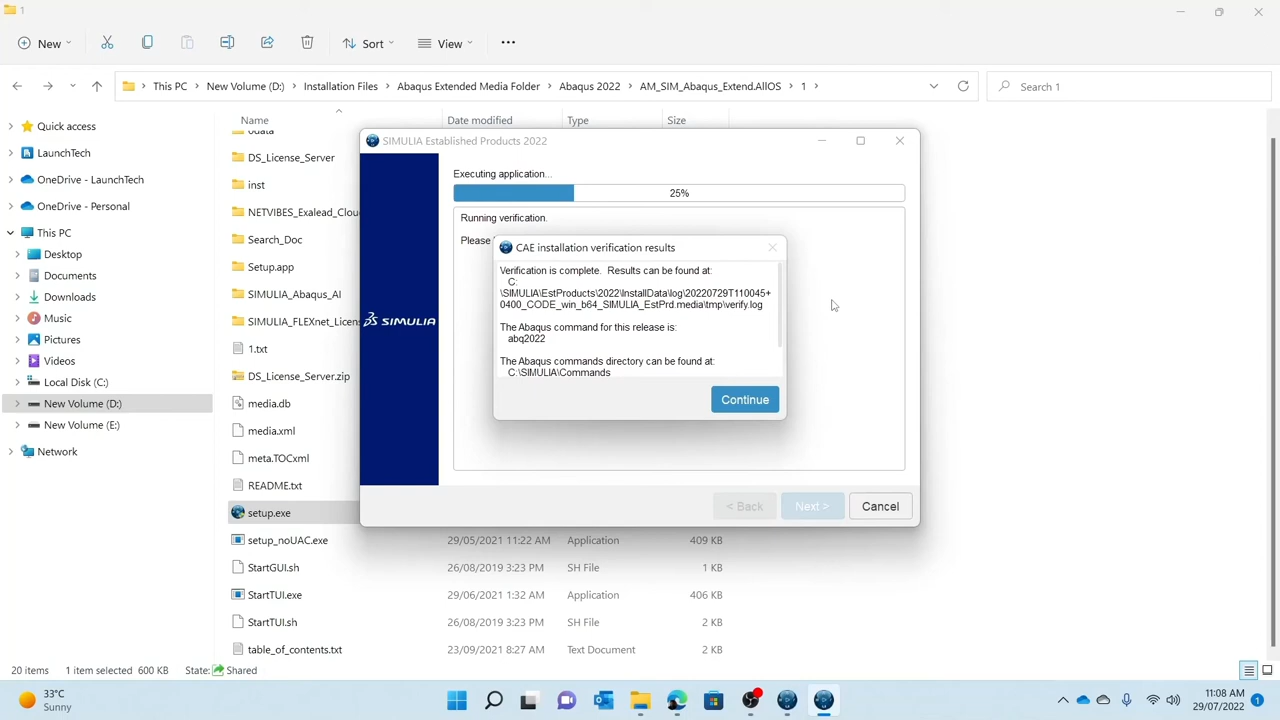 1
New
Sort
View
This PC
New Volume (D:)
Installation Files
Abaqus Extended Media Folder
Abaqus 2022
AM_SIM_Abaqus_Extend.AllOS
1
Search 1
Quick access
LaunchTech
OneDrive - LaunchTech
OneDrive - Personal
This PC
Desktop
Documents
Downloads
Music
Pictures
Videos
Local Disk (C:)
New Volume (D:)
New Volume (E:)
Network
Name
Date modified
Type
Size
0data
DS_License_Server
inst
NETVIBES_Exalead_Clou
Search_Doc
Setup.app
SIMULIA_Abaqus_AI
SIMULIA_FLEXnet_Licens
1.txt
DS_License_Server.zip
media.db
media.xml
meta.TOCxml
README.txt
setup.exe
setup_noUAC.exe 29/05/2021 11:22 AM Application 409 KB
StartGUI.sh 26/08/2019 3:23 PM SH File 1 KB
StartTUI.exe 29/06/2021 1:32 AM Application 406 KB
StartTUI.sh 26/08/2019 3:23 PM SH File 2 KB
table_of_contents.txt 23/09/2021 8:27 AM Text Document 2 KB
SIMULIA Established Products 2022
SIMULIA
Executing application...
25%
Running verification.
Please
CAE installation verification results
Verification is complete. Results can be found at:
C:
\SIMULIA\EstProducts\2022\InstallData\log\20220729T110045+
0400_CODE_win_b64_SIMULIA_EstPrd.media\tmp\verify.log
The Abaqus command for this release is:
abq2022
The Abaqus commands directory can be found at:
C:\SIMULIA\Commands
Continue
< Back
Next >
Cancel
20 items
1 item selected 600 KB
State:
Shared
33°C
Sunny
11:08 AM
29/07/2022
1